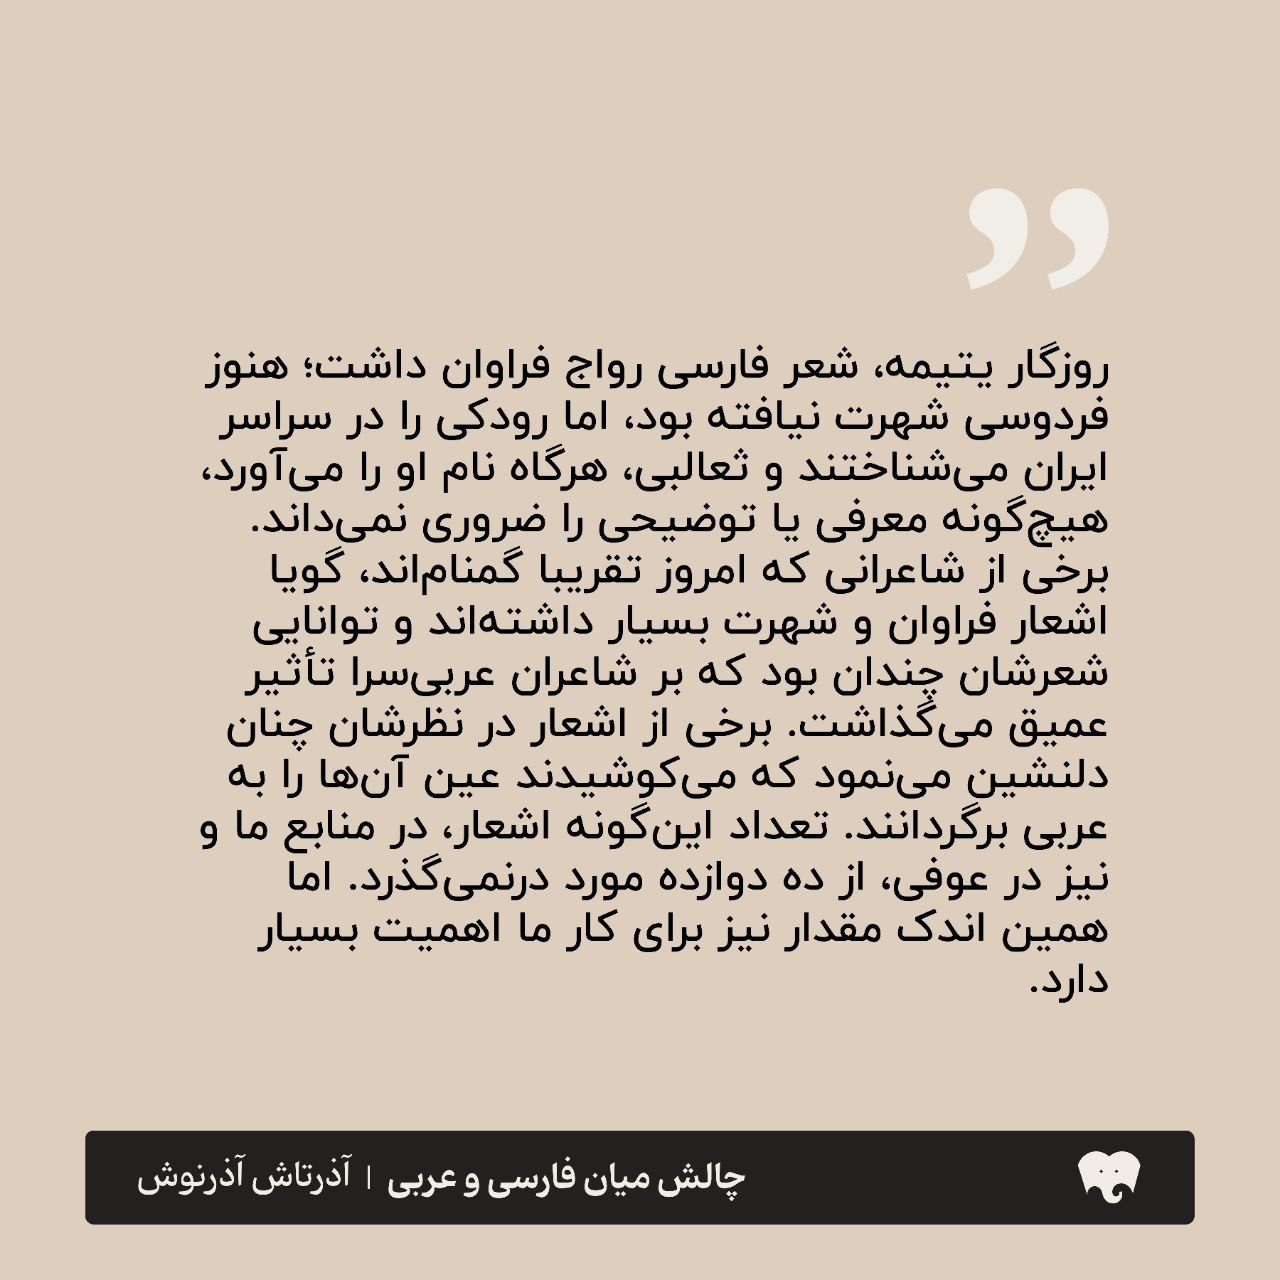 ”
روزگار یتیمه، شعر فارسی رواج فراوان داشت؛ هنوز
فردوسی شهرت نیافته بود، اما رودکی را در سراسر
ایران می‌شناختند و ثعالبی، هرگاه نام او را می‌آورد،
هیچ‌گونه معرفی یا توضیحی را ضروری نمی‌داند.
برخی از شاعرانی که امروز تقریبا گمنام‌اند، گویا
اشعار فراوان و شهرت بسیار داشته‌اند و توانایی
شعرشان چندان بود که بر شاعران عربی‌سرا تأثیر
عمیق می‌گذاشت. برخی از اشعار در نظرشان چنان
دلنشین می‌نمود که می‌کوشیدند عین آن‌ها را به
عربی برگردانند. تعداد این‌گونه اشعار، در منابع ما و
نیز در عوفی، از ده دوازده مورد درنمی‌گذرد. اما
همین اندک مقدار نیز برای کار ما اهمیت بسیار
دارد.
چالش میان فارسی و عربی | آذرتاش آذرنوش